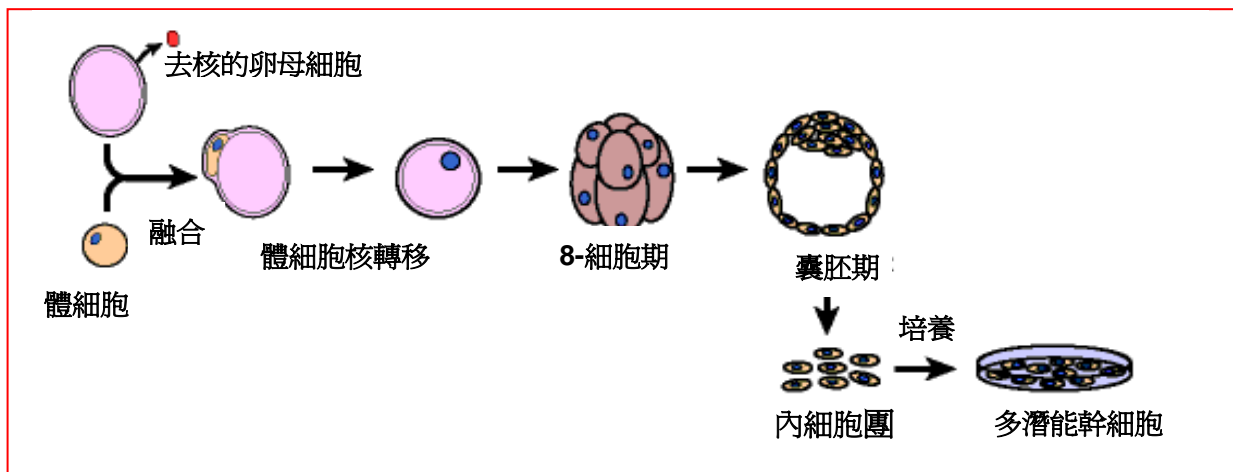 去核的卵母細胞
融合
體細胞
體細胞核轉移
8-細胞期
囊胚期
培養
內細胞團
多潛能幹細胞